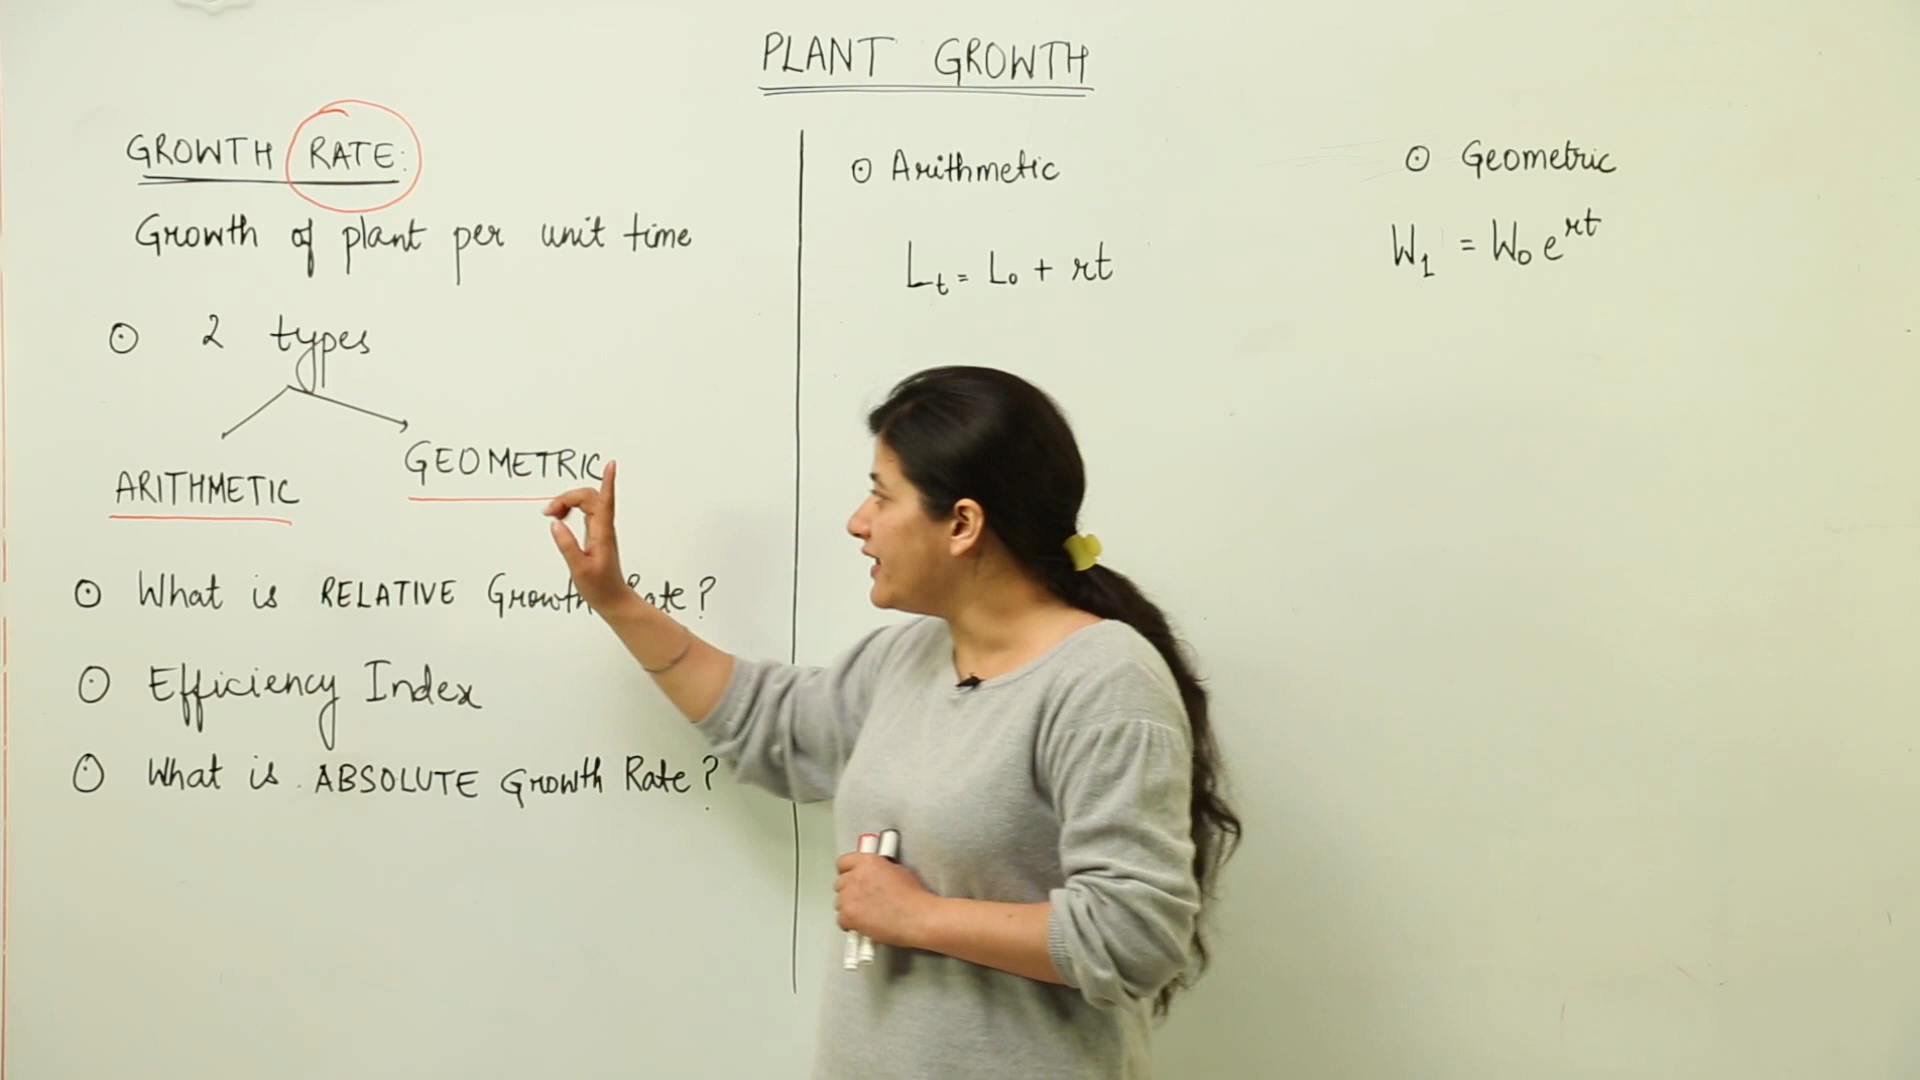 PLANT GROWTH
GROWTH RATE:
Growth of plant per unit time
2 types
ARITHMETIC
GEOMETRIC
What is RELATIVE Growth Rate?
Efficiency Index
What is ABSOLUTE Growth Rate?
Arithmetic
Lt = L0 + rt
Geometric
W1 = W0 e^rt